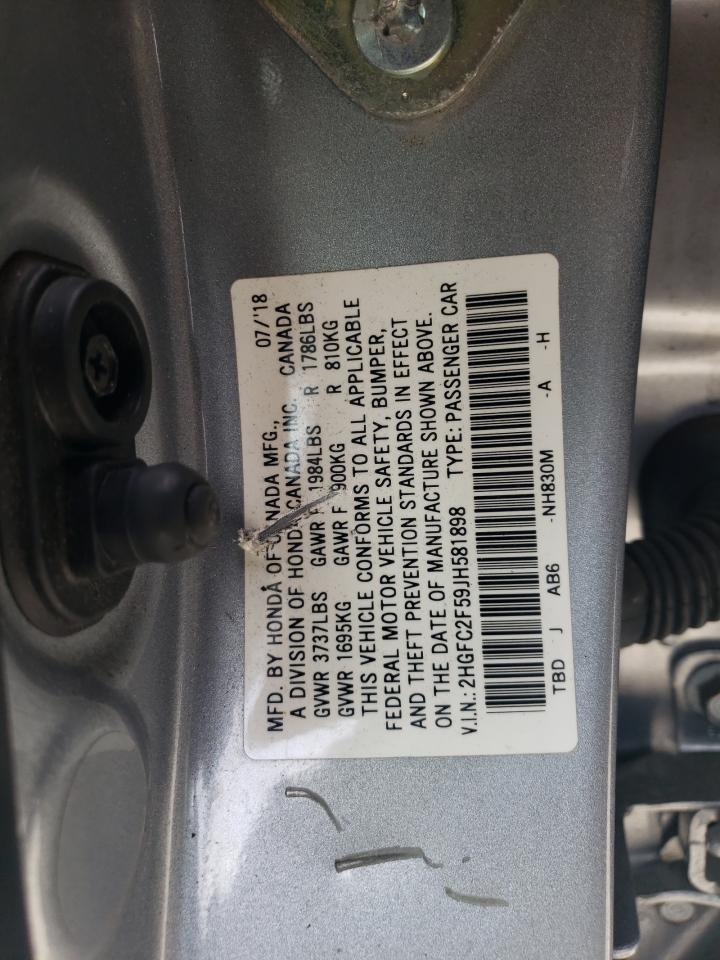 MFD. BY HONDA OF CANADA MFG., 07/'18
A DIVISION OF HONDA CANADA INC. CANADA
GVWR 3737LBS GAWR F 1984LBS R 1786LBS
GVWR 1695KG GAWR F 900KG R 810KG
THIS VEHICLE CONFORMS TO ALL APPLICABLE
FEDERAL MOTOR VEHICLE SAFETY, BUMPER,
AND THEFT PREVENTION STANDARDS IN EFFECT
ON THE DATE OF MANUFACTURE SHOWN ABOVE.
V.I.N.: 2HGFC2F59JH581898 TYPE: PASSENGER CAR
TBD J AB6 -NH830M -A -H